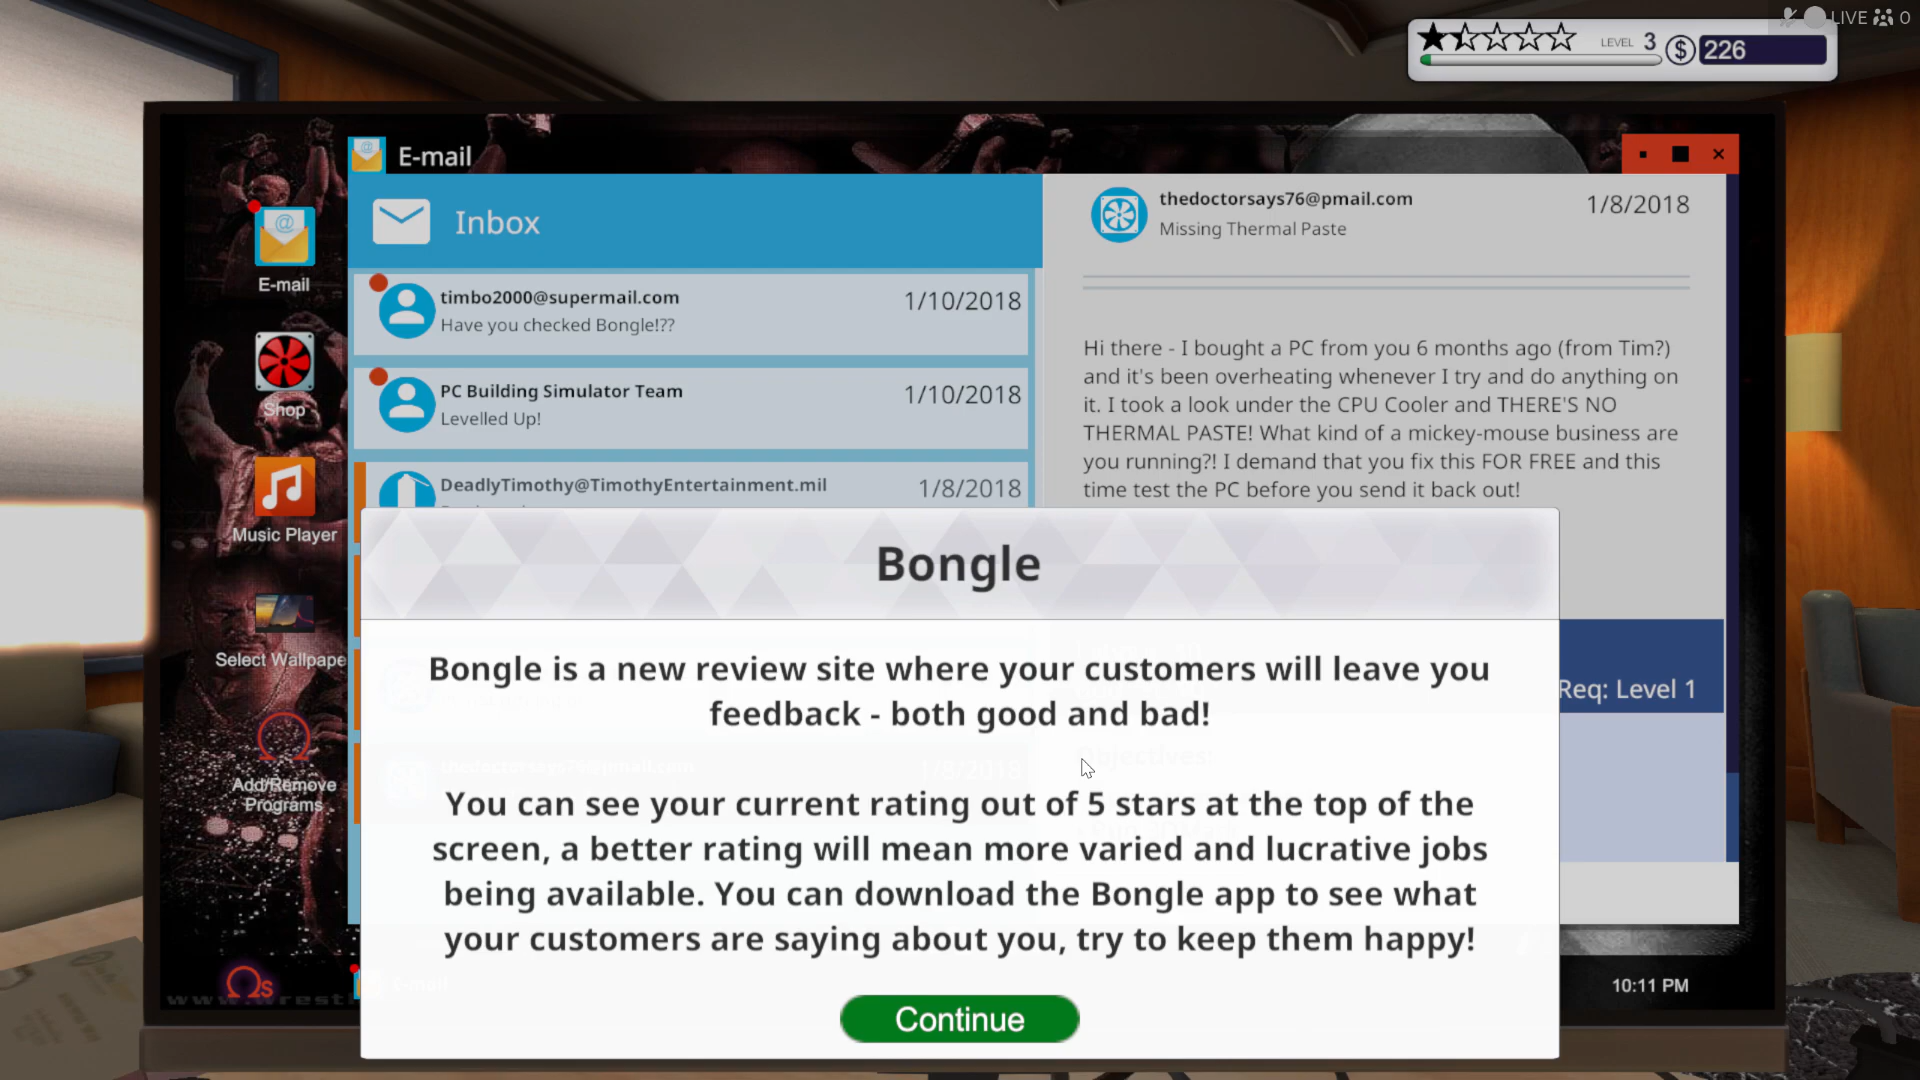 LIVE 0
LEVEL 3 $ 226
E-mail
Inbox
thedoctorsays76@pmail.com
1/8/2018
Missing Thermal Paste
E-mail
timbo2000@supermail.com
1/10/2018
Have you checked Bongle!??
Shop
PC Building Simulator Team
1/10/2018
Levelled Up!
Hi there - I bought a PC from you 6 months ago (from Tim?)
and it's been overheating whenever I try and do anything on
it. I took a look under the CPU Cooler and THERE'S NO
THERMAL PASTE! What kind of a mickey-mouse business are
you running?! I demand that you fix this FOR FREE and this
time test the PC before you send it back out!
DeadlyTimothy@TimothyEntertainment.mil
1/8/2018
Music Player
Bongle
Select Wallpape
Bongle is a new review site where your customers will leave you
feedback - both good and bad!
Req: Level 1
Objectives:
thedoctorsays76@pmail.com
1/8/2018
Add/Remove
Programs
You can see your current rating out of 5 stars at the top of the
screen, a better rating will mean more varied and lucrative jobs
being available. You can download the Bongle app to see what
your customers are saying about you, try to keep them happy!
Ωs
E-mail
10:11 PM
Continue